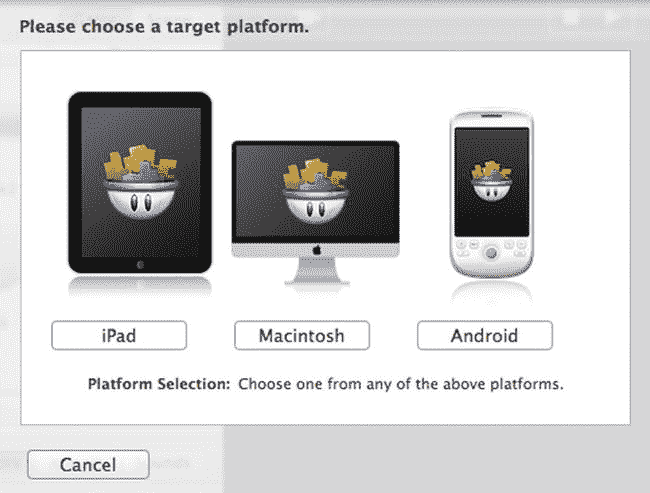 Please choose a target platform.
iPad
Macintosh
Android
Platform Selection: Choose one from any of the above platforms.
Cancel